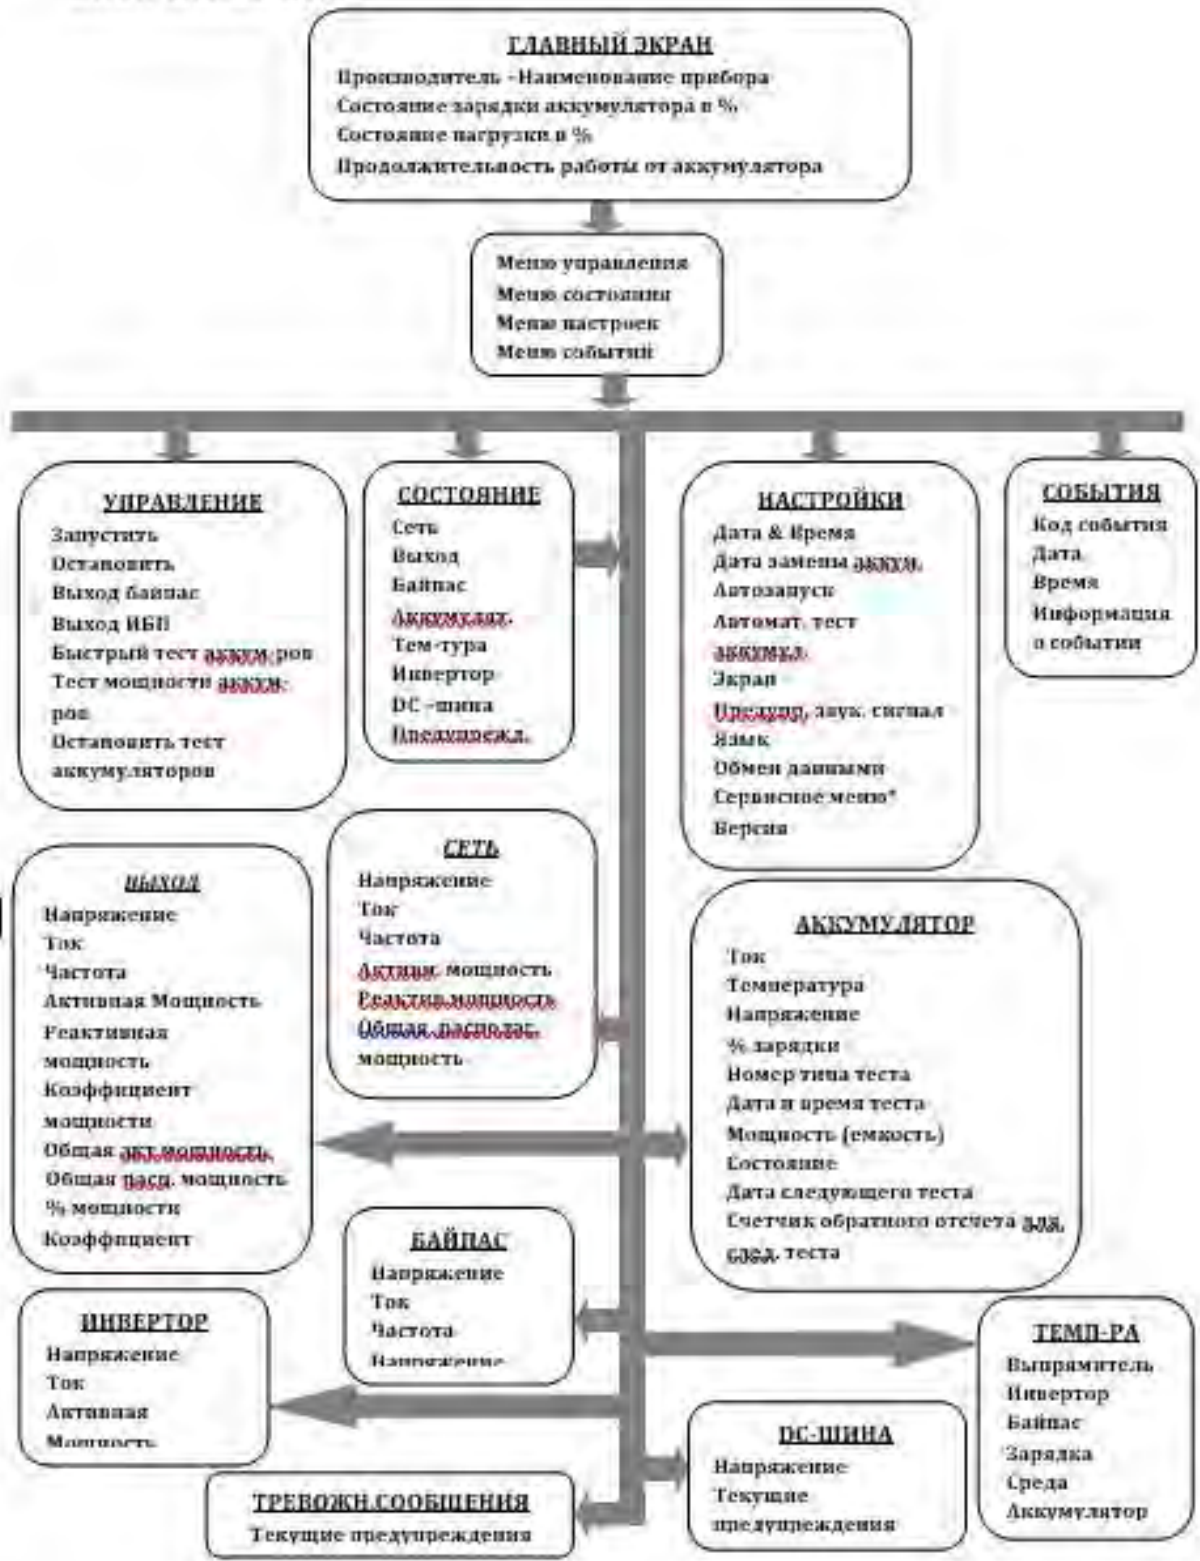 ГЛАВНЫЙ ЭКРАН
Производитель -Наименование прибора
Состояние зарядки аккумулятора в %
Состояние нагрузки в %
Продолжительность работы от аккумулятора
Меню управления
Меню состояния
Меню настроек
Меню событий
УПРАВЛЕНИЕ
Запустить
Остановить
Выход байпас
Выход ИБП
Быстрый тест аккум-ров
Тест мощности аккум-
ров
Остановить тест
аккумуляторов
СОСТОЯНИЕ
Сеть
Выход
Байпас
Аккумулят.
Тем-тура
Инвертор
DC -шина
Предупрежд.
НАСТРОЙКИ
Дата & Время
Дата замены аккум.
Автозапуск
Автомат. тест
аккумул.
Экран
Предупр. звук. сигнал
Язык
Обмен данными
Сервисное меню*
Версия
СОБЫТИЯ
Код события
Дата
Время
Информация
о событии
ВЫХОД
Напряжение
Ток
Частота
Активная Мощность
Реактивная
мощность
Коэффициент
мощности
Общая акт.мощность
Общая расп. мощность
% мощности
Коэффициент
СЕТЬ
Напряжение
Ток
Частота
Активн. мощность
Реактив.мощность
Общая располаг.
мощность
АККУМУЛЯТОР
Ток
Температура
Напряжение
% зарядки
Номер типа теста
Дата и время теста
Мощность (емкость)
Состояние
Дата следующего теста
Счетчик обратного отсчета для
след. теста
БАЙПАС
Напряжение
Ток
Частота
Напряжение
ИНВЕРТОР
Напряжение
Ток
Активная
Мощность
ТЕМП-РА
Выпрямитель
Инвертор
Байпас
Зарядка
Среда
Аккумулятор
DC-ШИНА
Напряжение
Текущие
предупреждения
ТРЕВОЖН.СООБЩЕНИЯ
Текущие предупреждения